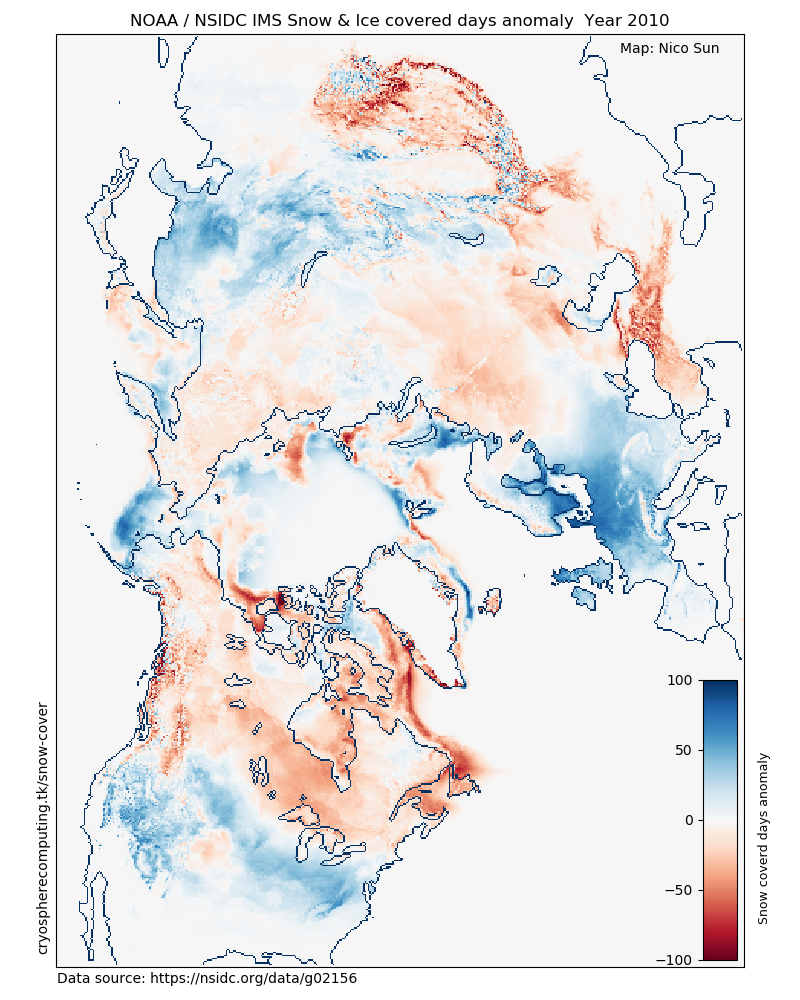 NOAA / NSIDC IMS Snow & Ice covered days anomaly  Year 2010
Map: Nico Sun
cryospherecomputing.tk/snow-cover
100
50
0
−50
−100
Snow coverd days anomaly
Data source: https://nsidc.org/data/g02156